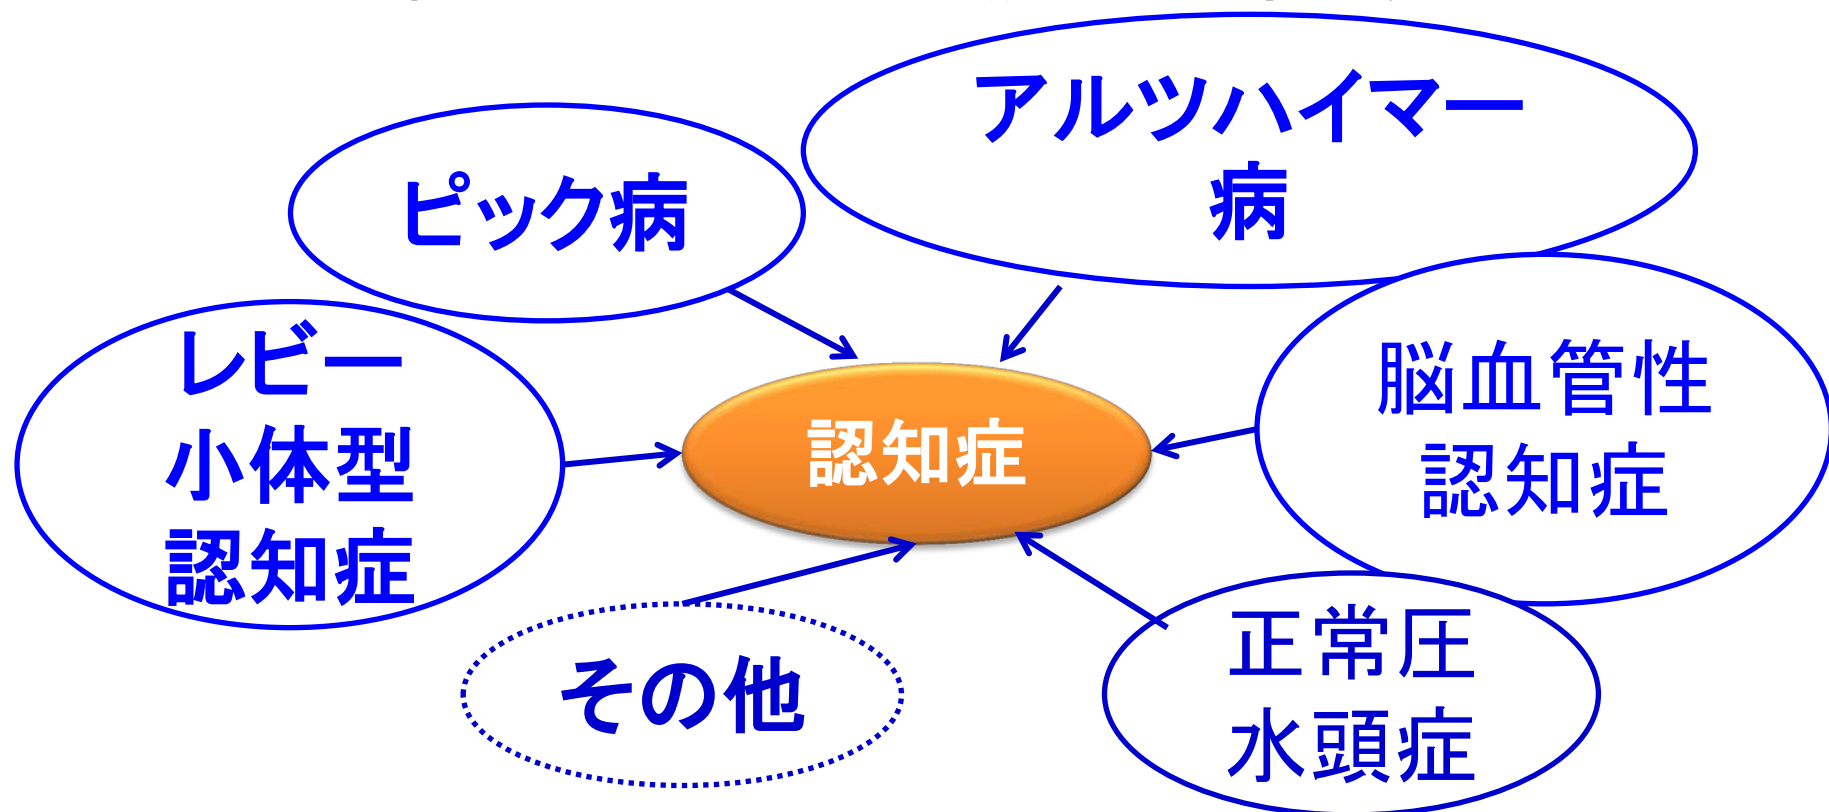 アルツハイマー
病
ピック病
レビー
小体型
認知症
認知症
脳血管性
認知症
その他
正常圧
水頭症